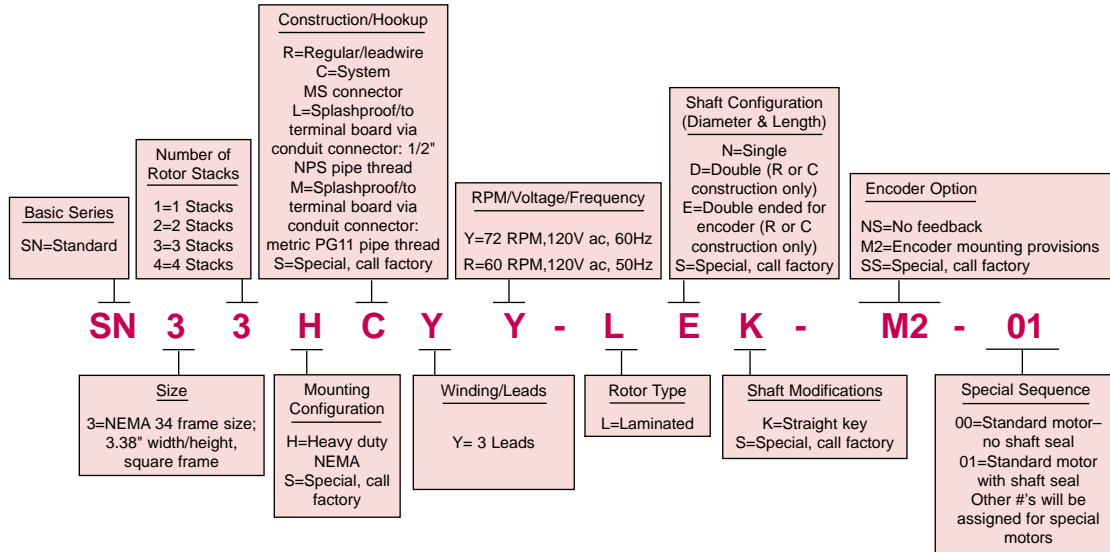 Construction/Hookup
R=Regular/leadwire
C=System
MS connector
L=Splashproof/to
terminal board via
conduit connector: 1/2"
NPS pipe thread
M=Splashproof/to
terminal board via
conduit connector:
metric PG11 pipe thread
S=Special, call factory
Number of
Rotor Stacks
1=1 Stacks
2=2 Stacks
3=3 Stacks
4=4 Stacks
Basic Series
SN=Standard
RPM/Voltage/Frequency
Y=72 RPM,120V ac, 60Hz
R=60 RPM,120V ac, 50Hz
Shaft Configuration
(Diameter & Length)
N=Single
D=Double (R or C
construction only)
E=Double ended for
encoder (R or C
construction only)
S=Special, call factory
Encoder Option
NS=No feedback
M2=Encoder mounting provisions
SS=Special, call factory
SN 3 3 H C Y Y - L E K - M2 - 01
Size
3=NEMA 34 frame size;
3.38" width/height,
square frame
Mounting
Configuration
H=Heavy duty
NEMA
S=Special, call
factory
Winding/Leads
Y= 3 Leads
Rotor Type
L=Laminated
Shaft Modifications
K=Straight key
S=Special, call factory
Special Sequence
00=Standard motor–
no shaft seal
01=Standard motor
with shaft seal
Other #'s will be
assigned for special
motors